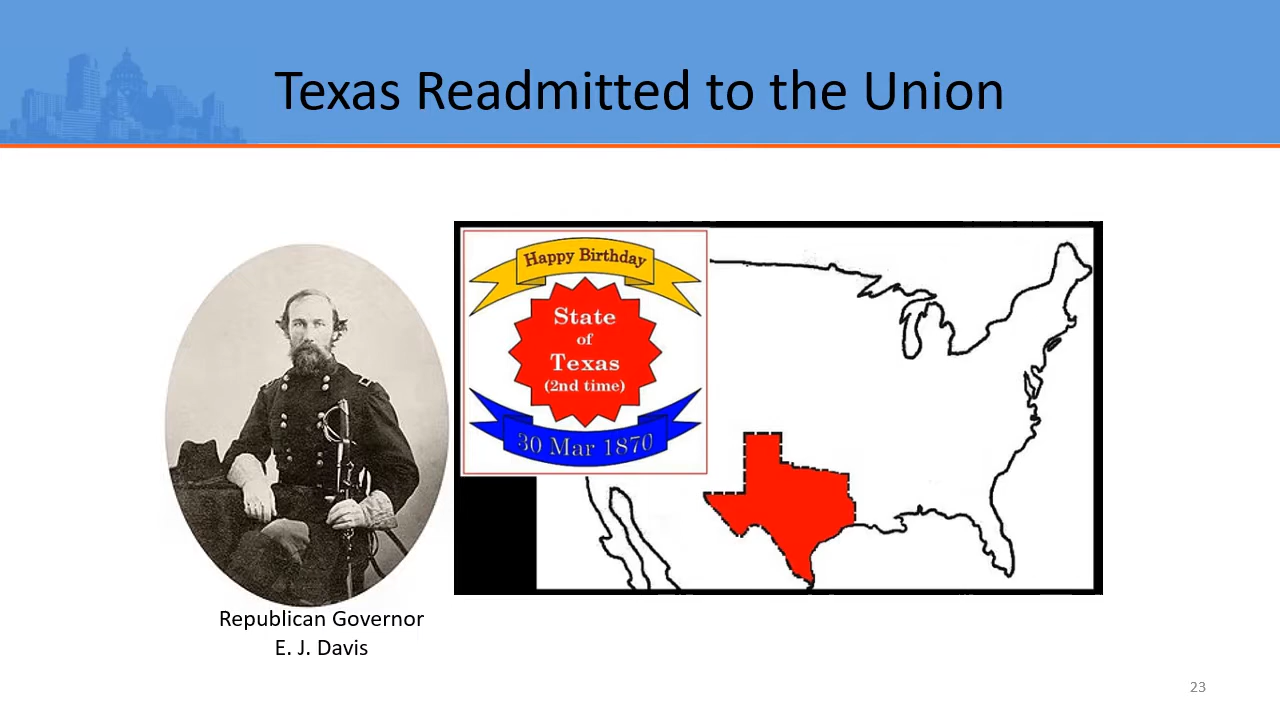 Texas Readmitted to the Union
Happy Birthday
State
of
Texas
(2nd time)
30 Mar 1870
Republican Governor
E. J. Davis
23